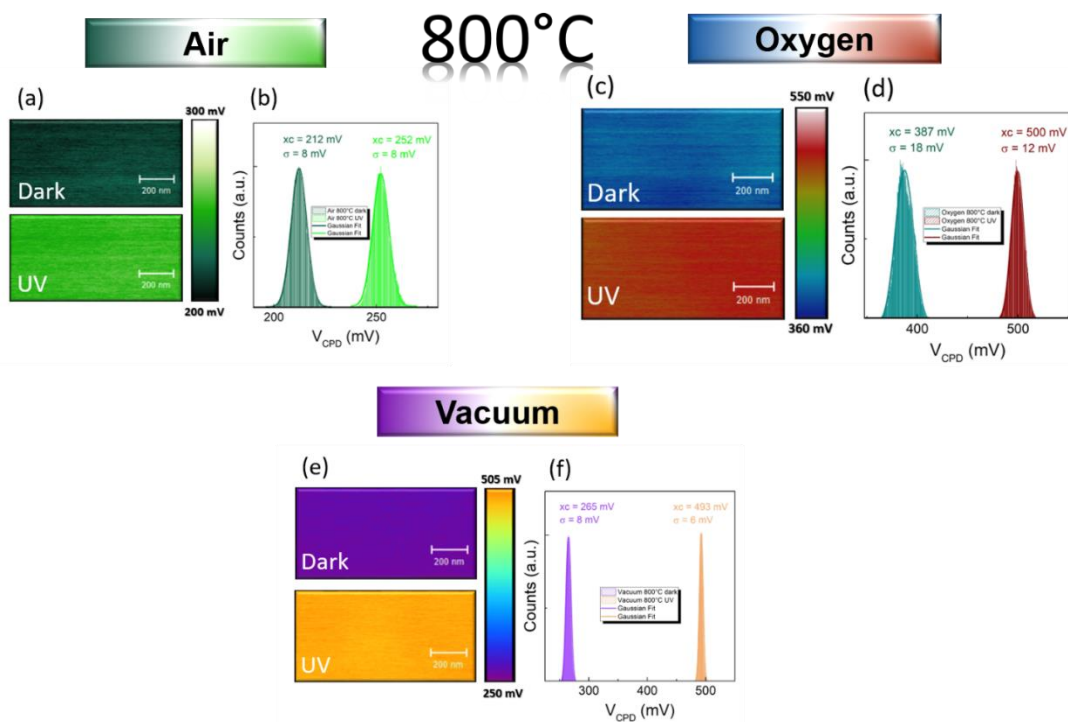 Air
800°C
Oxygen
(a)
300 mV
Dark
200 nm
UV
200 nm
200 mV
(b)
xc = 212 mV
σ = 8 mV
xc = 252 mV
σ = 8 mV
Air 800°C dark
Air 800°C UV
Gaussian Fit
Gaussian Fit
Counts (a.u.)
200
250
V_CPD (mV)
(c)
550 mV
Dark
200 nm
UV
200 nm
360 mV
(d)
xc = 387 mV
σ = 18 mV
xc = 500 mV
σ = 12 mV
Oxygen 800°C dark
Oxygen 800°C UV
Gaussian Fit
Gaussian Fit
Counts (a.u.)
400
500
V_CPD (mV)
Vacuum
(e)
505 mV
Dark
200 nm
UV
200 nm
250 mV
(f)
xc = 265 mV
σ = 8 mV
xc = 493 mV
σ = 6 mV
Vacuum 800°C dark
Vacuum 800°C UV
Gaussian Fit
Gaussian Fit
Counts (a.u.)
300
400
500
V_CPD (mV)